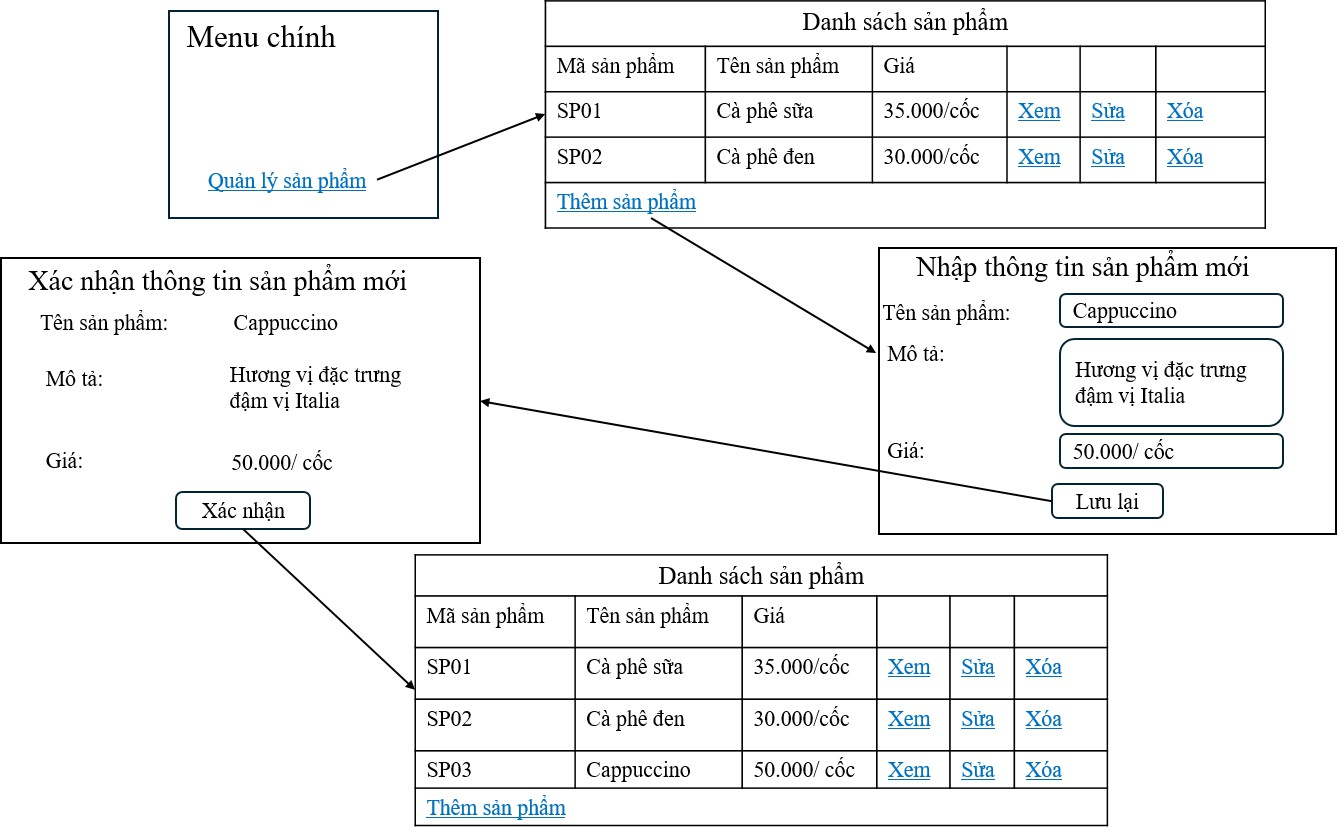 Menu chính
Quản lý sản phẩm
Danh sách sản phẩm
Mã sản phẩm Tên sản phẩm Giá
SP01 Cà phê sữa 35.000/cốc Xem Sửa Xóa
SP02 Cà phê đen 30.000/cốc Xem Sửa Xóa
Thêm sản phẩm
Nhập thông tin sản phẩm mới
Tên sản phẩm: Cappuccino
Mô tả:
Hương vị đặc trưng
đậm vị Italia
Giá: 50.000/ cốc
Lưu lại
Xác nhận thông tin sản phẩm mới
Tên sản phẩm: Cappuccino
Mô tả:
Hương vị đặc trưng
đậm vị Italia
Giá: 50.000/ cốc
Xác nhận
Danh sách sản phẩm
Mã sản phẩm Tên sản phẩm Giá
SP01 Cà phê sữa 35.000/cốc Xem Sửa Xóa
SP02 Cà phê đen 30.000/cốc Xem Sửa Xóa
SP03 Cappuccino 50.000/ cốc Xem Sửa Xóa
Thêm sản phẩm